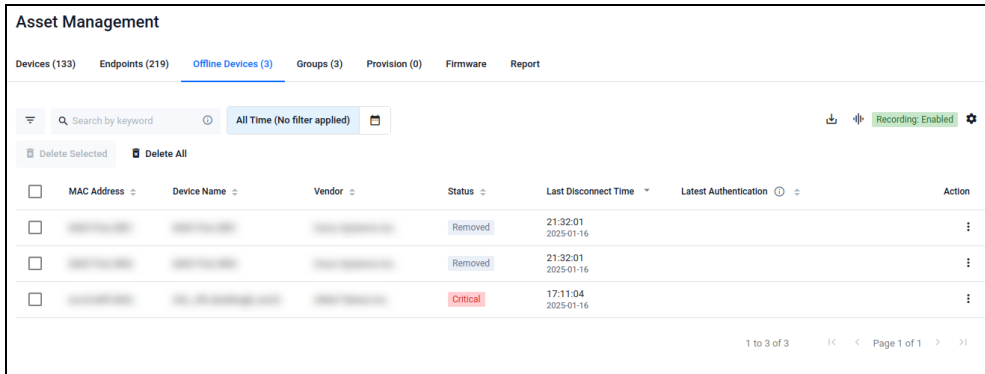 Asset Management
Devices (133) Endpoints (219) Offline Devices (3) Groups (3) Provision (0) Firmware Report
Search by keyword All Time (No filter applied) Recording: Enabled
Delete Selected Delete All
MAC Address Device Name Vendor Status Last Disconnect Time Latest Authentication Action
Removed 21:32:01
2025-01-16
Removed 21:32:01
2025-01-16
Critical 17:11:04
2025-01-16
1 to 3 of 3 Page 1 of 1